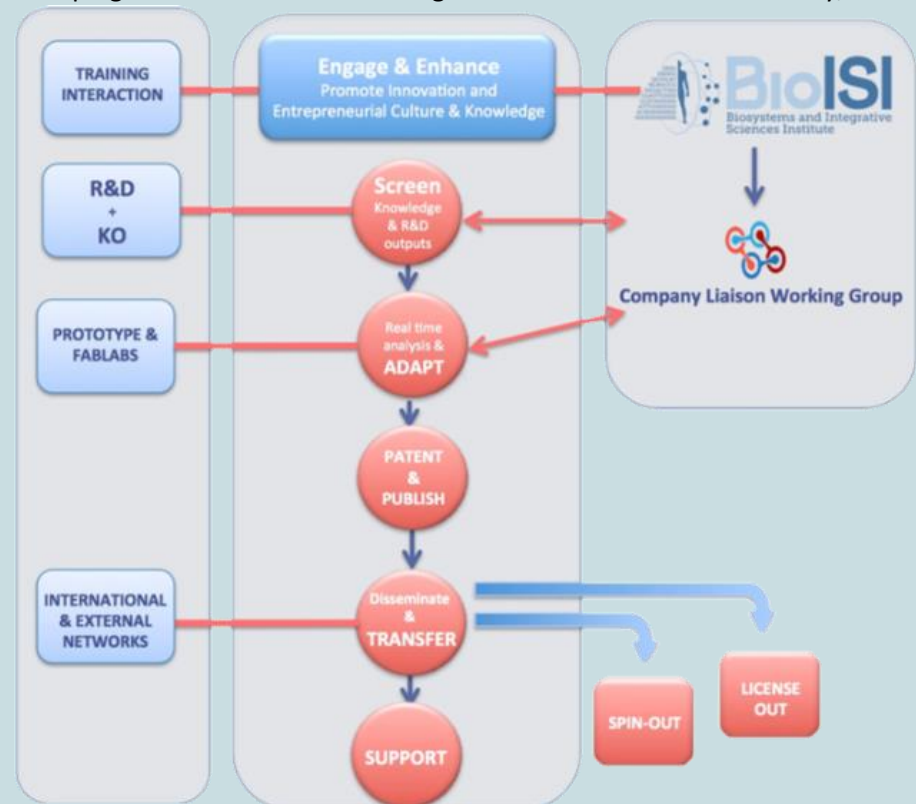 TRAINING
INTERACTION
Engage & Enhance
Promote Innovation and
Entrepreneurial Culture & Knowledge
BioISI
Biosystems and Integrative
Sciences Institute
R&D
+
KO
Screen
Knowledge
& R&D
outputs
Company Liaison Working Group
PROTOTYPE &
FABLABS
Real time
analysis &
ADAPT
PATENT
&
PUBLISH
INTERNATIONAL
& EXTERNAL
NETWORKS
Disseminate
&
TRANSFER
SPIN-OUT
LICENSE
OUT
SUPPORT